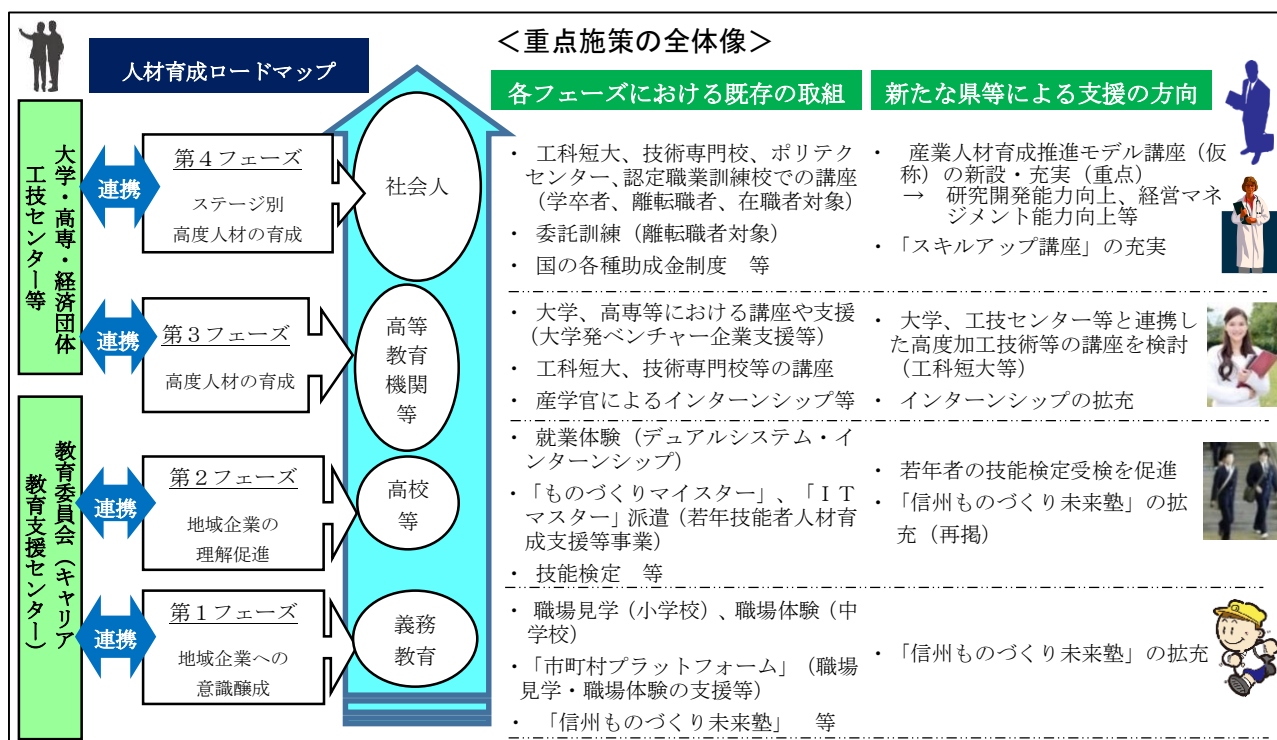 ＜重点施策の全体像＞
人材育成ロードマップ
各フェーズにおける既存の取組
新たな県等による支援の方向
大学・高専・経済団体
工技センター等
連携
第４フェーズ
ステージ別
高度人材の育成
社会人
・ 工科短大、技術専門校、ポリテク
センター、認定職業訓練校での講座
（学卒者、離転職者、在職者対象）
・ 委託訓練（離転職者対象）
・ 国の各種助成金制度　等
・ 産業人材育成推進モデル講座（仮
称）の新設・充実（重点）
→ 研究開発能力向上、経営マネ
ジメント能力向上等
・ 「スキルアップ講座」の充実
連携
第３フェーズ
高度人材の育成
高等
教育
機関
等
・ 大学、高専等における講座や支援
（大学発ベンチャー企業支援等）
・ 工科短大、技術専門校等の講座
・ 産学官によるインターンシップ等
・ 大学、工技センター等と連携し
た高度加工技術等の講座を検討
（工科短大等）
・ インターンシップの拡充
教育委員会（キャリア
教育支援センター）
連携
第２フェーズ
地域企業の
理解促進
高校
等
・ 就業体験（デュアルシステム・イ
ンターンシップ）
・ 「ものづくりマイスター」、「ＩＴ
マスター」派遣（若年技能者人材育
成支援等事業）
・ 技能検定　等
・ 若年者の技能検定受検を促進
・ 「信州ものづくり未来塾」の拡
充（再掲）
連携
第１フェーズ
地域企業への
意識醸成
義務
教育
・ 職場見学（小学校）、職場体験（中
学校）
・ 「市町村プラットフォーム」（職場
見学・職場体験の支援等）
・ 「信州ものづくり未来塾」　等
・ 「信州ものづくり未来塾」の拡充